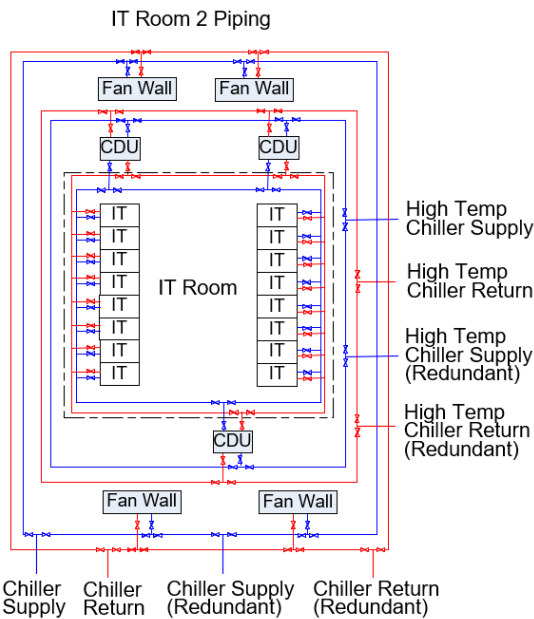 IT Room 2 Piping
Fan Wall
Fan Wall
CDU
CDU
IT
IT
IT
IT
IT
IT
IT
IT
IT Room
IT
IT
IT
IT
IT
IT
IT
IT
High Temp
Chiller Supply
High Temp
Chiller Return
High Temp
Chiller Supply
(Redundant)
High Temp
Chiller Return
(Redundant)
CDU
Fan Wall
Fan Wall
Chiller
Supply
Chiller
Return
Chiller Supply
(Redundant)
Chiller Return
(Redundant)